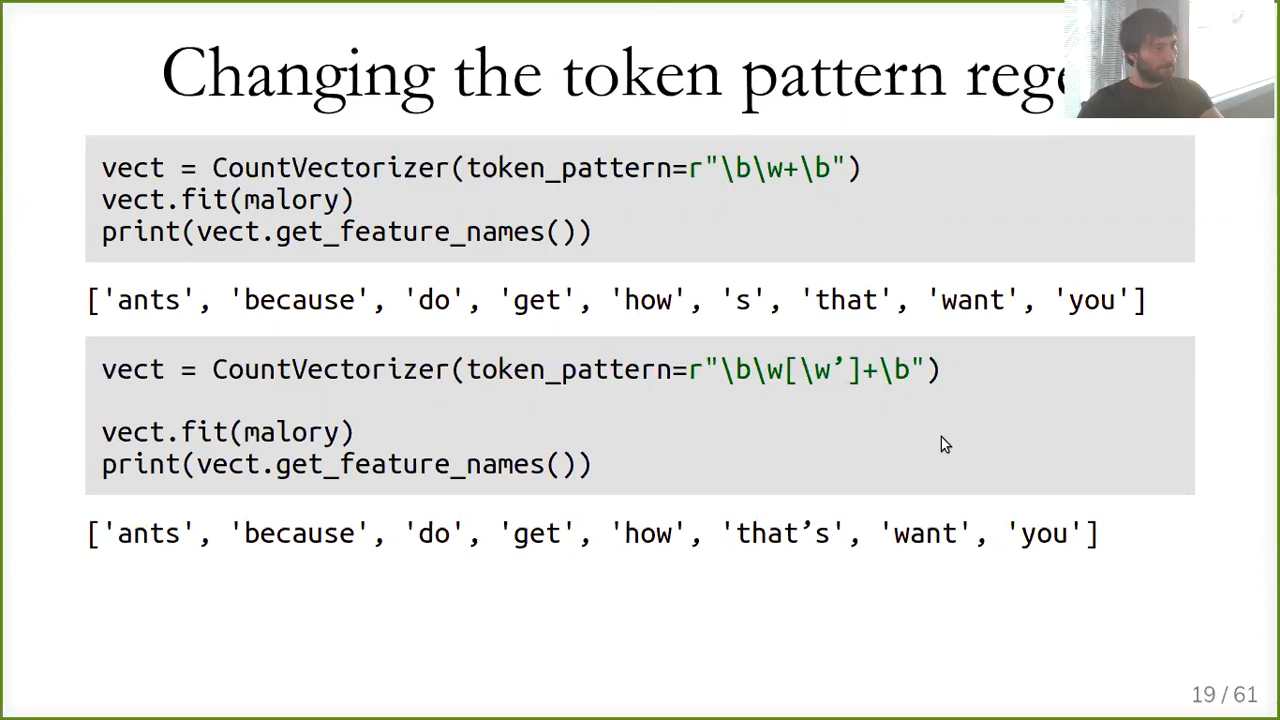 Changing the token pattern rege
vect = CountVectorizer(token_pattern=r"\b\w+\b")
vect.fit(malory)
print(vect.get_feature_names())
['ants', 'because', 'do', 'get', 'how', 's', 'that', 'want', 'you']
vect = CountVectorizer(token_pattern=r"\b\w[\w’]+\b")
vect.fit(malory)
print(vect.get_feature_names())
['ants', 'because', 'do', 'get', 'how', 'that’s', 'want', 'you']
19 / 61